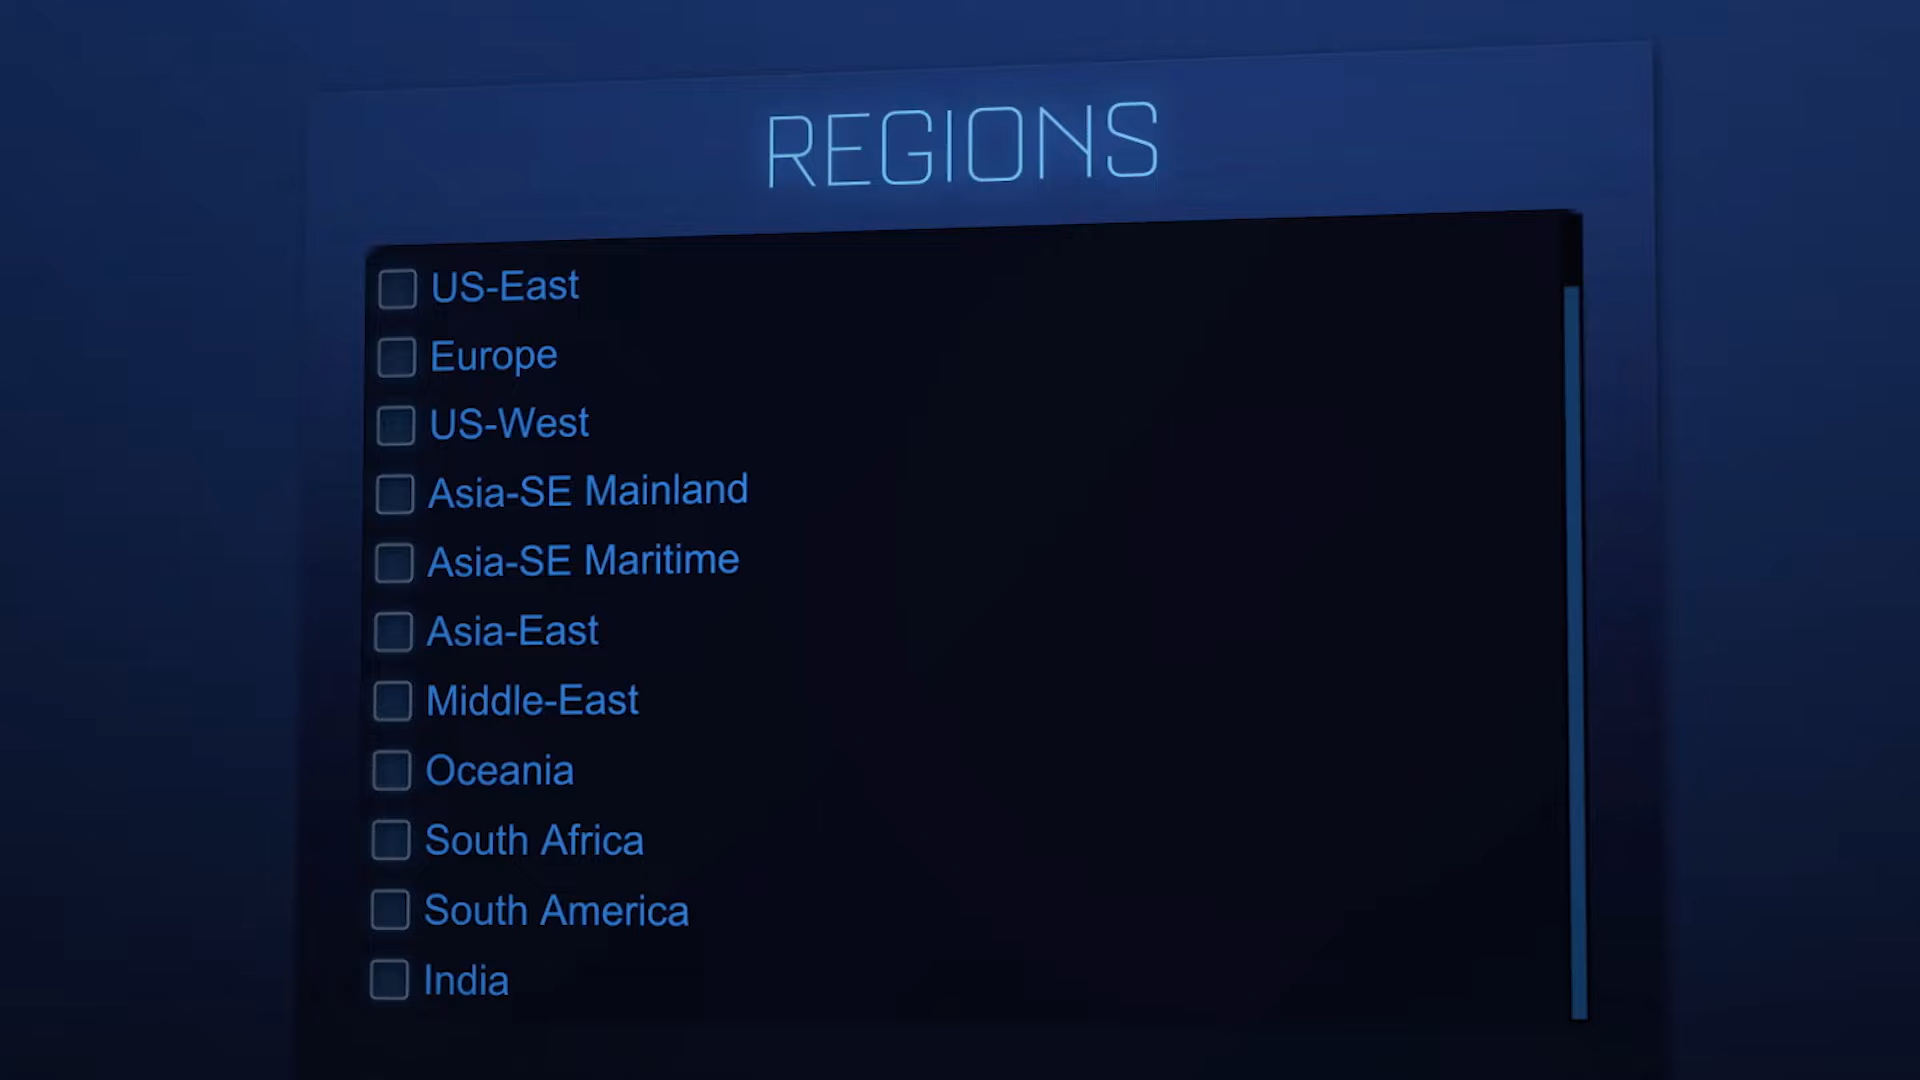 REGIONS
US-East
Europe
US-West
Asia-SE Mainland
Asia-SE Maritime
Asia-East
Middle-East
Oceania
South Africa
South America
India